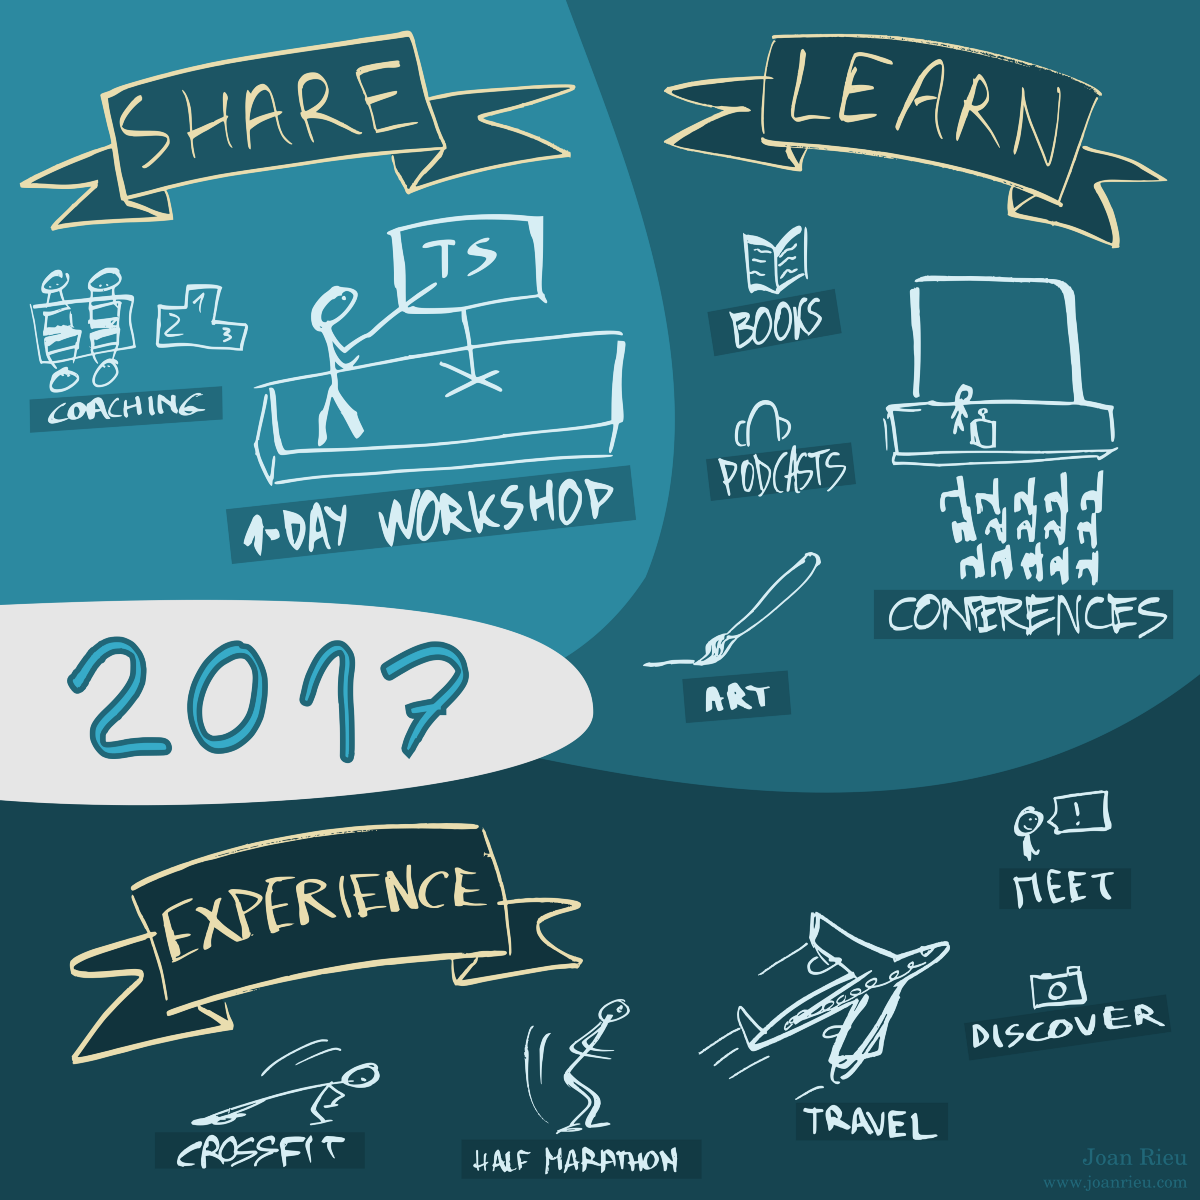 SHARE
TS
1
2
3
COACHING
1-DAY WORKSHOP
LEARN
BOOKS
PODCASTS
CONFERENCES
ART
2017
EXPERIENCE
CROSSFIT
HALF MARATHON
TRAVEL
!
MEET
DISCOVER
Joan Rieu
www.joanrieu.com